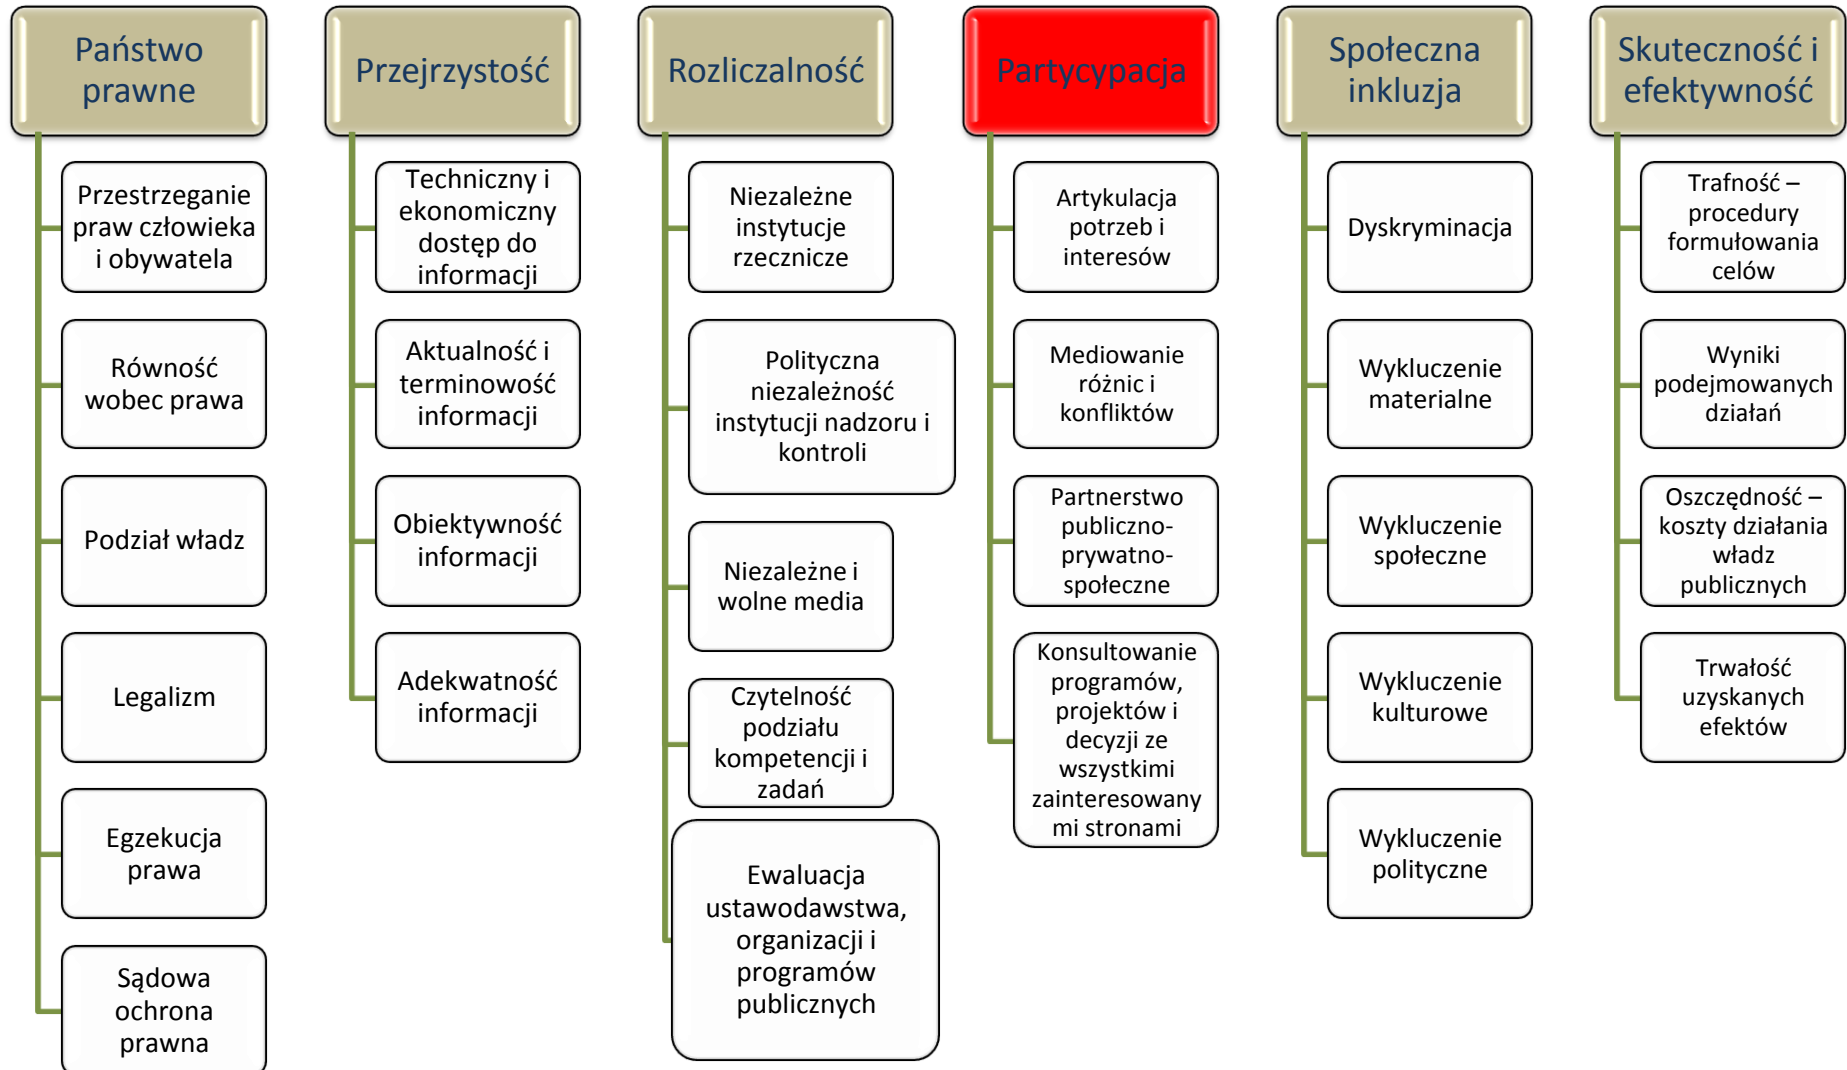 Państwo
prawne
Przestrzeganie
praw człowieka
i obywatela
Równość
wobec prawa
Podział władz
Legalizm
Egzekucja
prawa
Sądowa
ochrona
prawna
Przejrzystość
Techniczny i
ekonomiczny
dostęp do
informacji
Aktualność i
terminowość
informacji
Obiektywność
informacji
Adekwatność
informacji
Rozliczalność
Niezależne
instytucje
rzecznicze
Polityczna
niezależność
instytucji nadzoru i
kontroli
Niezależne i
wolne media
Czytelność
podziału
kompetencji i
zadań
Ewaluacja
ustawodawstwa,
organizacji i
programów
publicznych
Partycypacja
Artykulacja
potrzeb i
interesów
Mediowanie
różnic i
konfliktów
Partnerstwo
publiczno-
prywatno-
społeczne
Konsultowanie
programów,
projektów i
decyzji ze
wszystkimi
zainteresowany
mi stronami
Społeczna
inkluzja
Dyskryminacja
Wykluczenie
materialne
Wykluczenie
społeczne
Wykluczenie
kulturowe
Wykluczenie
polityczne
Skuteczność i
efektywność
Trafność –
procedury
formułowania
celów
Wyniki
podejmowanych
działań
Oszczędność –
koszty działania
władz
publicznych
Trwałość
uzyskanych
efektów